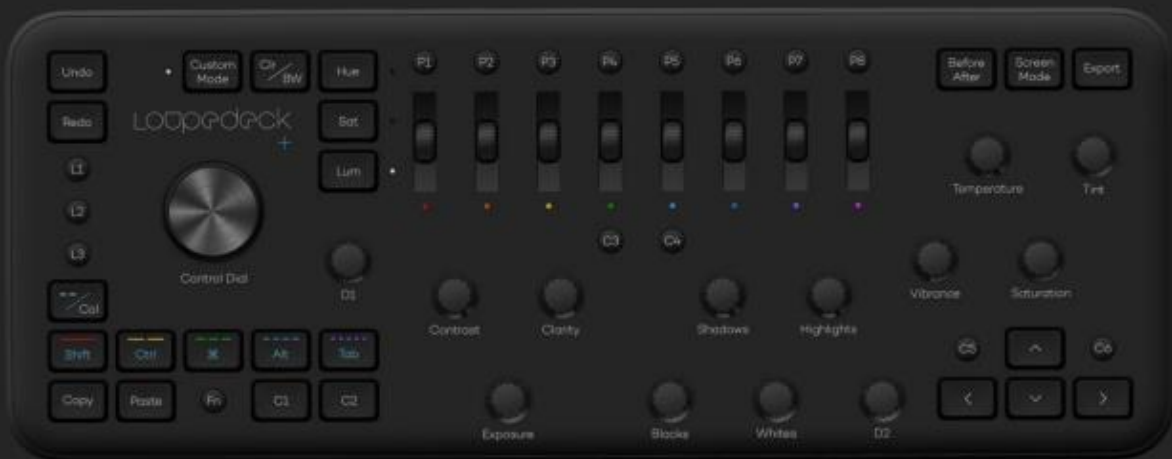 Undo
Custom
Mode
Clr/BW
Hue
P1 P2 P3 P4 P5 P6 P7 P8
Before
After
Screen
Mode
Export
Redo
Loupedeck
+
Sat
L1
Lum
Temperature
Tint
L2
L3
C3 C4
Control Dial
D1
Vibrance
Saturation
--/Col
Contrast
Clarity
Shadows
Highlights
Shift
Ctrl
⌘
Alt
Tab
C5
^
C6
Copy
Paste
Fn
C1
C2
<
v
>
Exposure
Blacks
Whites
D2